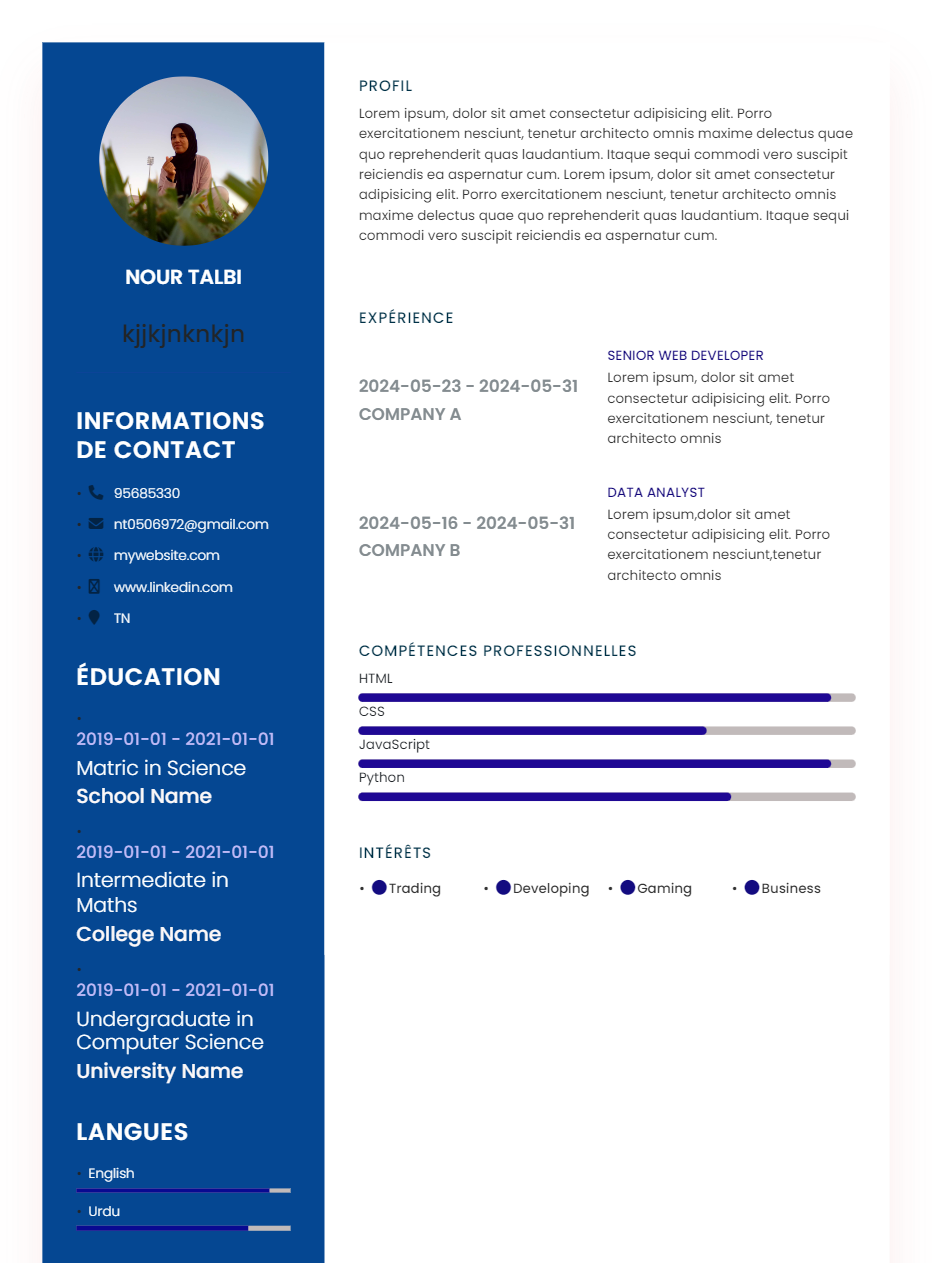 NOUR TALBI
kjjkjnknkjn
INFORMATIONS
DE CONTACT
95685330
nt0506972@gmail.com
mywebsite.com
www.linkedin.com
TN
ÉDUCATION
2019-01-01 - 2021-01-01
Matric in Science
School Name
2019-01-01 - 2021-01-01
Intermediate in
Maths
College Name
2019-01-01 - 2021-01-01
Undergraduate in
Computer Science
University Name
LANGUES
English
Urdu
PROFIL
Lorem ipsum, dolor sit amet consectetur adipisicing elit. Porro
exercitationem nesciunt, tenetur architecto omnis maxime delectus quae
quo reprehenderit quas laudantium. Itaque sequi commodi vero suscipit
reiciendis ea aspernatur cum. Lorem ipsum, dolor sit amet consectetur
adipisicing elit. Porro exercitationem nesciunt, tenetur architecto omnis
maxime delectus quae quo reprehenderit quas laudantium. Itaque sequi
commodi vero suscipit reiciendis ea aspernatur cum.
EXPÉRIENCE
2024-05-23 - 2024-05-31
COMPANY A
SENIOR WEB DEVELOPER
Lorem ipsum, dolor sit amet
consectetur adipisicing elit. Porro
exercitationem nesciunt, tenetur
architecto omnis
2024-05-16 - 2024-05-31
COMPANY B
DATA ANALYST
Lorem ipsum,dolor sit amet
consectetur adipisicing elit. Porro
exercitationem nesciunt,tenetur
architecto omnis
COMPÉTENCES PROFESSIONNELLES
HTML
CSS
JavaScript
Python
INTÉRÊTS
• Trading • Developing • Gaming • Business